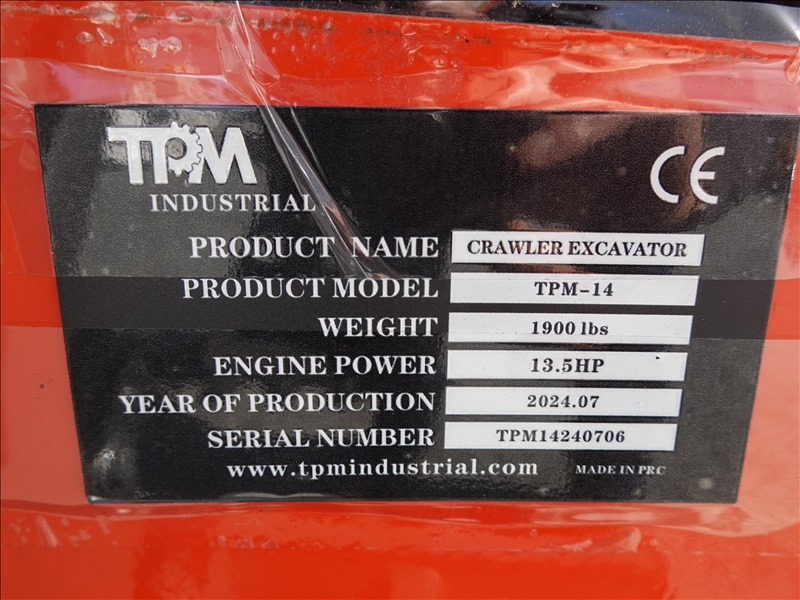 TPM
INDUSTRIAL
CE
PRODUCT NAME CRAWLER EXCAVATOR
PRODUCT MODEL TPM-14
WEIGHT 1900 lbs
ENGINE POWER 13.5HP
YEAR OF PRODUCTION 2024.07
SERIAL NUMBER TPM14240706
www.tpmindustrial.com MADE IN PRC